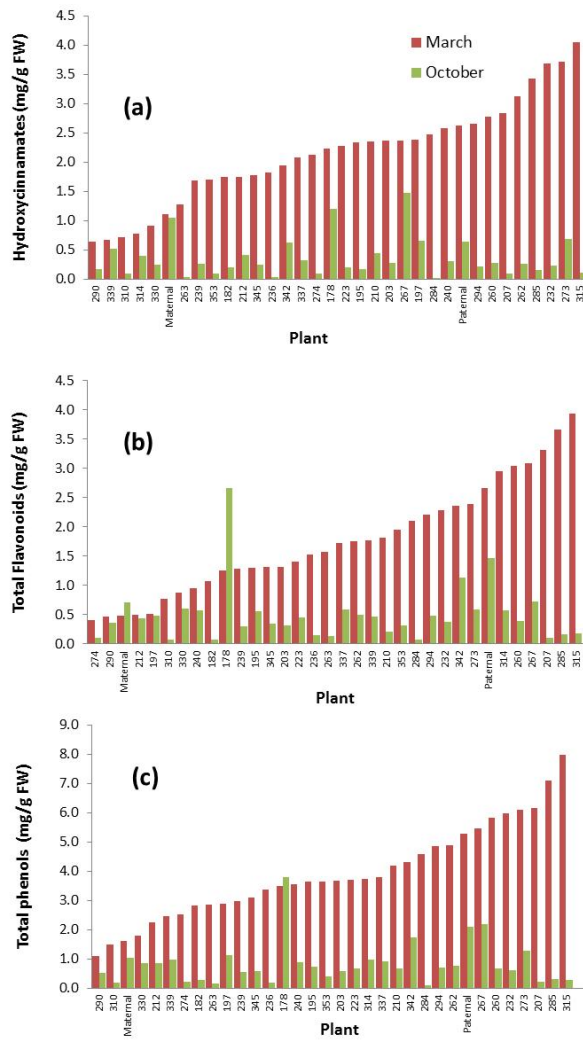 4.5
4.0
3.5
3.0
2.5
2.0
1.5
1.0
0.5
0.0
Hydroxycinnamates (mg/g FW)
(a)
March
October
290 339 310 314 330 Maternal 263 239 353 182 212 345 236 342 337 274 178 223 195 210 203 267 197 284 240 Paternal 294 260 207 262 285 232 273 315
Plant
4.5
4.0
3.5
3.0
2.5
2.0
1.5
1.0
0.5
0.0
Total Flavonoids (mg/g FW)
(b)
274 290 Maternal 212 197 310 330 240 182 178 239 195 345 203 223 236 263 337 262 339 210 353 284 294 232 342 273 Paternal 314 260 267 207 285 315
Plant
9.0
8.0
7.0
6.0
5.0
4.0
3.0
2.0
1.0
0.0
Total phenols (mg/g FW)
(c)
290 310 Maternal 330 212 339 274 182 263 197 239 345 236 178 240 195 353 203 223 314 337 210 342 284 294 262 Paternal 267 260 232 273 207 285 315
Plant